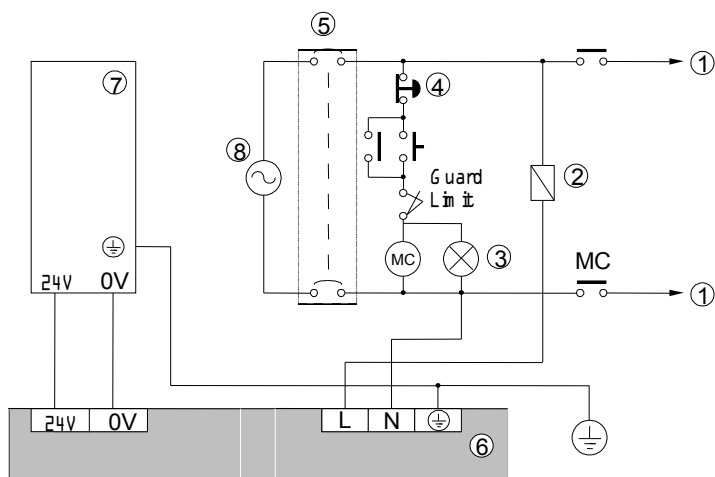 ⑤
⑦
①
④
⑧
②
Guard
Limit
MC
③
MC
24V 0V
①
24V 0V L N
⑥